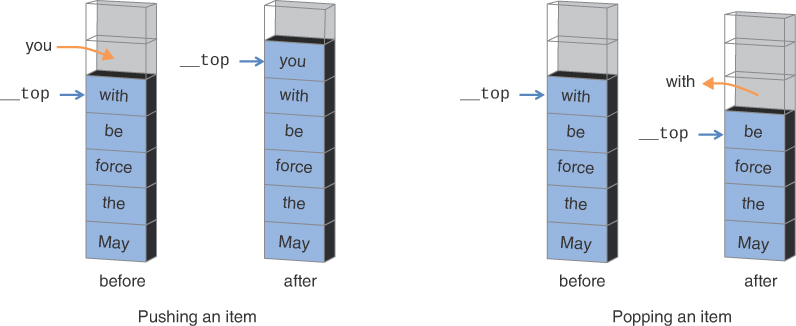 you
__top
with
be
force
the
May
before
__top
you
with
be
force
the
May
after
Pushing an item
__top
with
be
force
the
May
before
with
__top
be
force
the
May
after
Popping an item